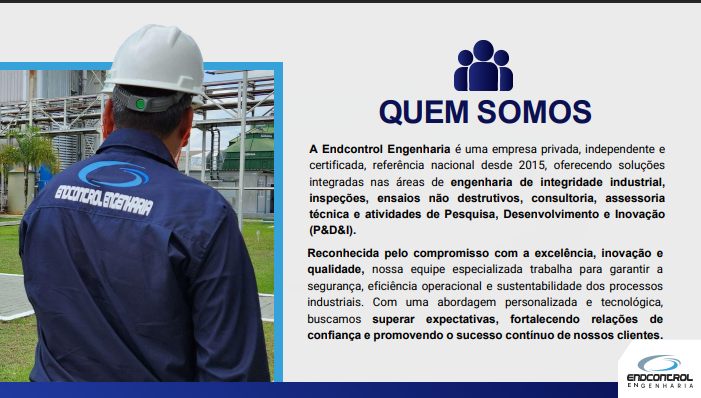 QUEM SOMOS
A Endcontrol Engenharia é uma empresa privada, independente e
certificada, referência nacional desde 2015, oferecendo soluções
integradas nas áreas de engenharia de integridade industrial,
inspeções, ensaios não destrutivos, consultoria, assessoria
técnica e atividades de Pesquisa, Desenvolvimento e Inovação
(P&D&I).
Reconhecida pelo compromisso com a excelência, inovação e
qualidade, nossa equipe especializada trabalha para garantir a
segurança, eficiência operacional e sustentabilidade dos processos
industriais. Com uma abordagem personalizada e tecnológica,
buscamos superar expectativas, fortalecendo relações de
confiança e promovendo o sucesso contínuo de nossos clientes.
ENDCONTROL ENGENHARIA
ENDCONTROL
ENGENHARIA